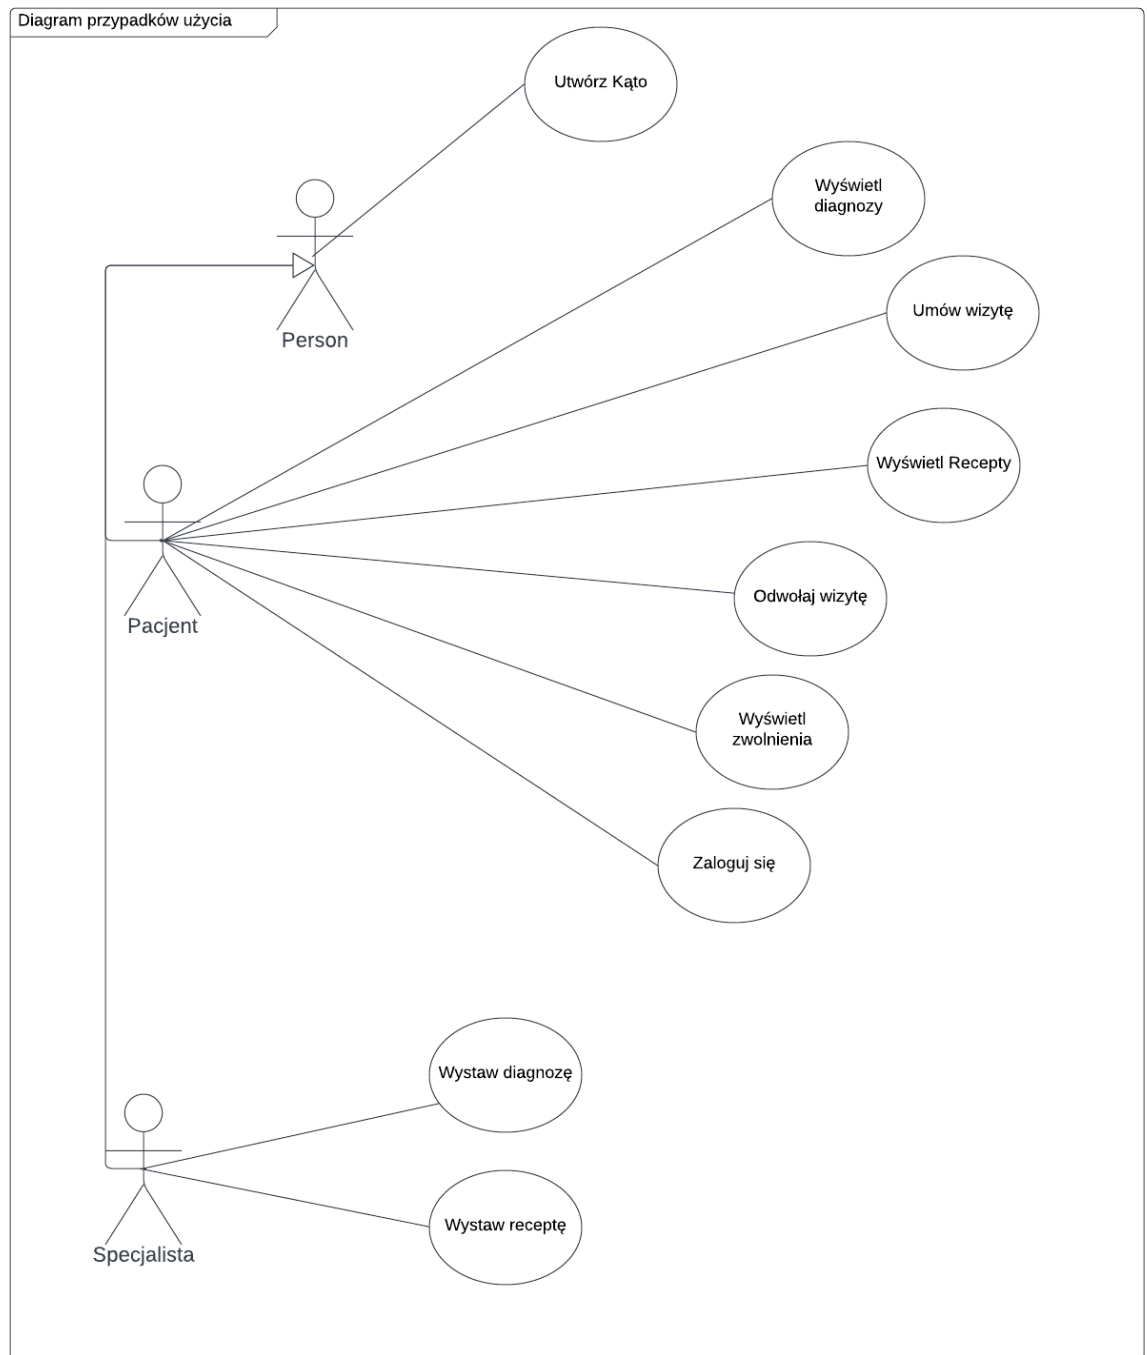 Diagram przypadków użycia
Utwórz Kąto
Wyświetl
diagnozy
Umów wizytę
Person
Wyświetl Recepty
Odwołaj wizytę
Pacjent
Wyświetl
zwolnienia
Zaloguj się
Wystaw diagnozę
Wystaw receptę
Specjalista